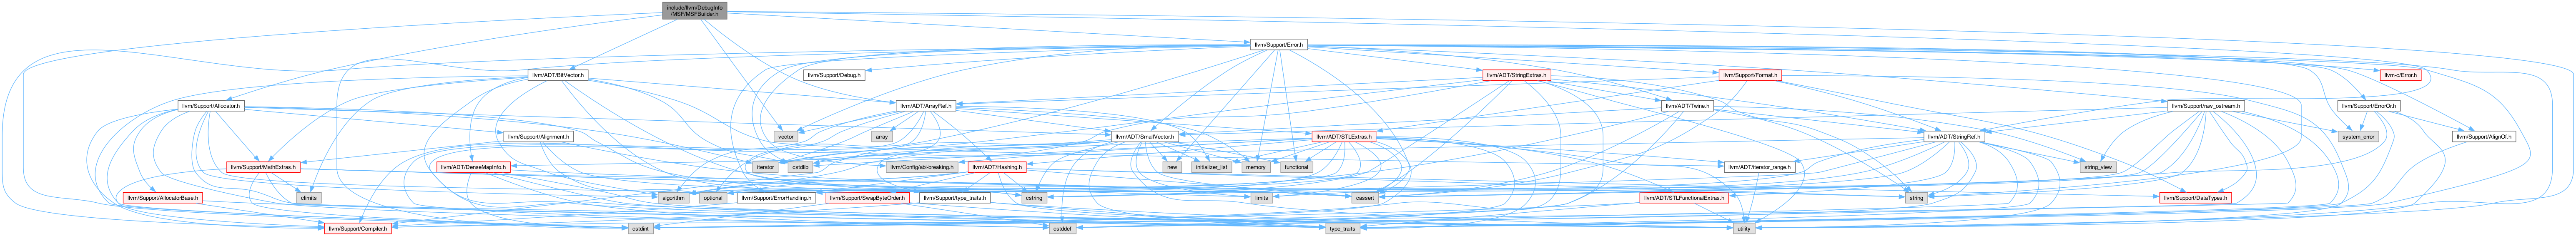 include/llvm/DebugInfo
/MSF/MSFBuilder.h
llvm/Support/Error.h
llvm/ADT/BitVector.h
llvm/Support/Debug.h
llvm/ADT/StringExtras.h
llvm/Support/Format.h
llvm-c/Error.h
llvm/Support/Allocator.h
llvm/ADT/ArrayRef.h
llvm/ADT/Twine.h
llvm/Support/raw_ostream.h
llvm/Support/ErrorOr.h
llvm/Support/Alignment.h
vector
array
llvm/ADT/SmallVector.h
llvm/ADT/STLExtras.h
llvm/ADT/StringRef.h
system_error
llvm/Support/AlignOf.h
llvm/Support/MathExtras.h
llvm/ADT/DenseMapInfo.h
iterator
cstdlib
llvm/Config/abi-breaking.h
llvm/ADT/Hashing.h
new
initializer_list
memory
functional
llvm/ADT/iterator_range.h
string_view
llvm/Support/AllocatorBase.h
climits
algorithm
optional
llvm/Support/ErrorHandling.h
llvm/Support/SwapByteOrder.h
llvm/Support/type_traits.h
cstring
limits
cassert
llvm/ADT/STLFunctionalExtras.h
string
llvm/Support/DataTypes.h
llvm/Support/Compiler.h
cstdint
cstddef
type_traits
utility